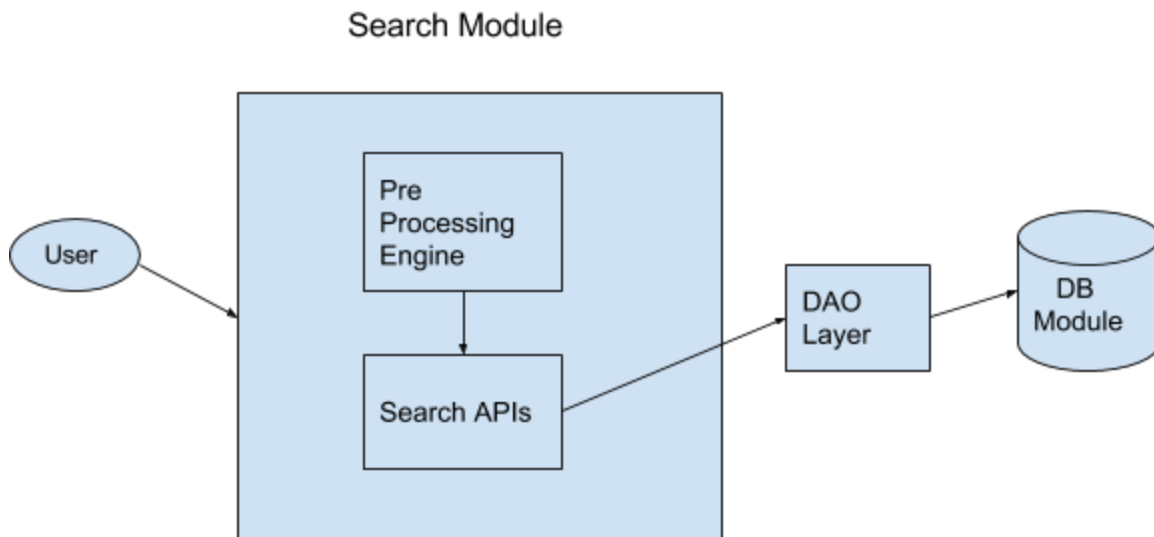 Search Module
Pre
Processing
Engine
User
DAO
Layer
DB
Module
Search APIs